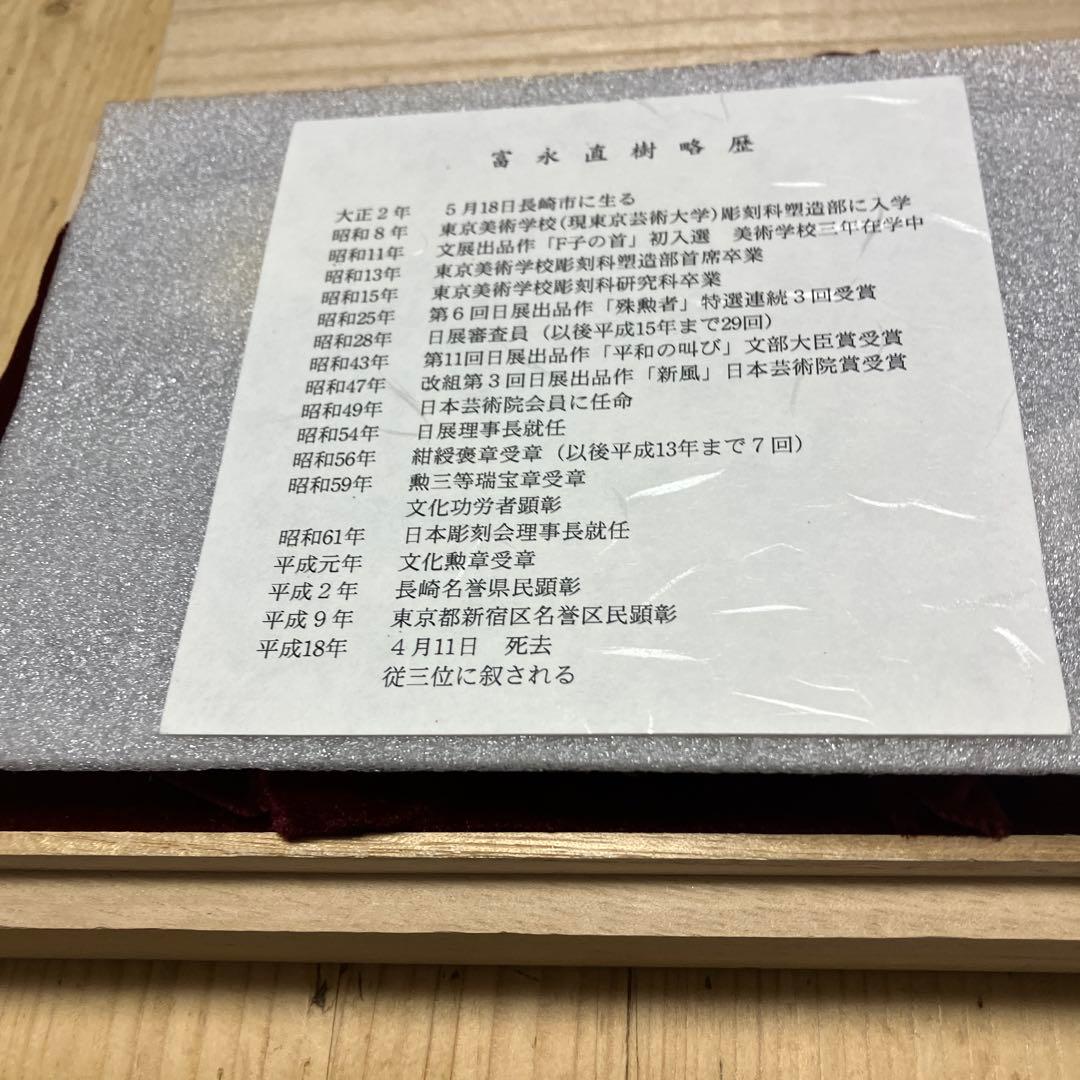 富永直樹略歴
大正2年 5月18日長崎市に生る
昭和8年 東京美術学校(現東京芸術大学)彫刻科塑造部に入学
昭和11年 文展出品作「F子の首」初入選 美術学校三年在学中
昭和13年 東京美術学校彫刻科塑造部首席卒業
昭和15年 東京美術学校彫刻科研究科卒業
昭和25年 第6回日展出品作「殊勲者」特選連続3回受賞
昭和28年 日展審査員(以後平成15年まで29回)
昭和43年 第11回日展出品作「平和の叫び」文部大臣賞受賞
昭和47年 改組第3回日展出品作「新風」日本芸術院賞受賞
昭和49年 日本芸術院会員に任命
昭和54年 日展理事長就任
昭和56年 紺綬褒章受章(以後平成13年まで7回)
昭和59年 勲三等瑞宝章受章
文化功労者顕彰
昭和61年 日本彫刻会理事長就任
平成元年 文化勲章受章
平成2年 長崎名誉県民顕彰
平成9年 東京都新宿区名誉区民顕彰
平成18年 4月11日 死去
従三位に叙される